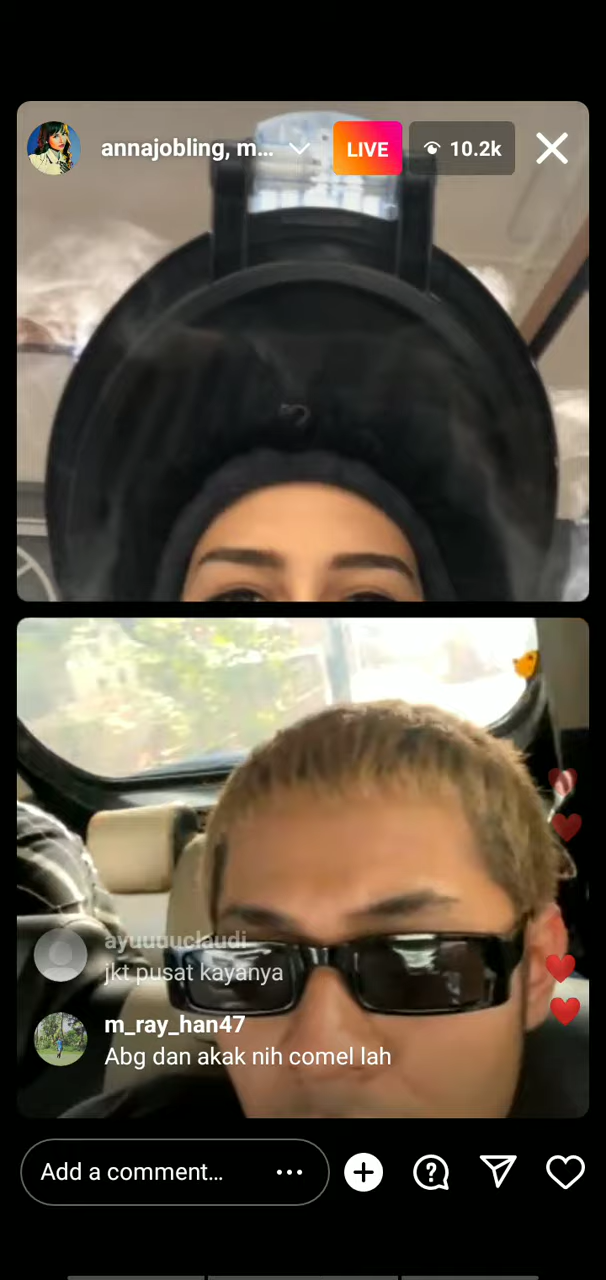 annajobling, m...
LIVE
10.2k
ayuuuuclaudi
jkt pusat kayanya
m_ray_han47
Abg dan akak nih comel lah
Add a comment...